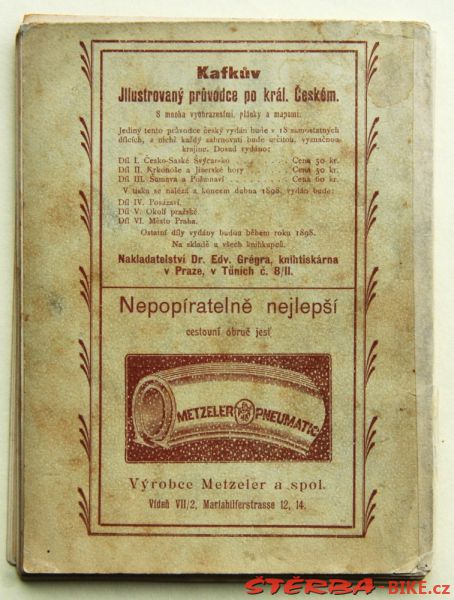 Kafkův
Jllustrovaný průvodce po král. Českém.
S mnoha vyobrazeními, plánky a mapami.
Jediný tento průvodce český vydán bude v 18 samostatných
dílcích, z nichž každý zahrnovati bude určitou, význačnou
krajinu. Dosud vydáno:
Díl I. Česko-Saské Švýcarsko . . . . . . Cena 50 kr.
Díl II. Krkonoše a Jizerské hory . . . . Cena 50 kr.
Díl III. Šumava a Pošumaví . . . . . . . Cena 60 kr.
V tisku se nalézá a koncem dubna 1898. vydán bude:
Díl IV. Posázaví.
Díl V. Okolí pražské.
Díl VI. Město Praha.
Ostatní díly vydány budou během roku 1898.
Na skladě u všech knihkupců.
Nakladatelství Dr. Edv. Grégra, knihtiskárna
v Praze, v Tůních č. 8/II.
Nepopíratelně nejlepší
cestovní obruč jesť
METZELER PNEUMATIC
Výrobce Metzeler a spol.
Vídeň VII/2, Mariahilferstrasse 12, 14.
ŠTĚRBA-BIKE.cz